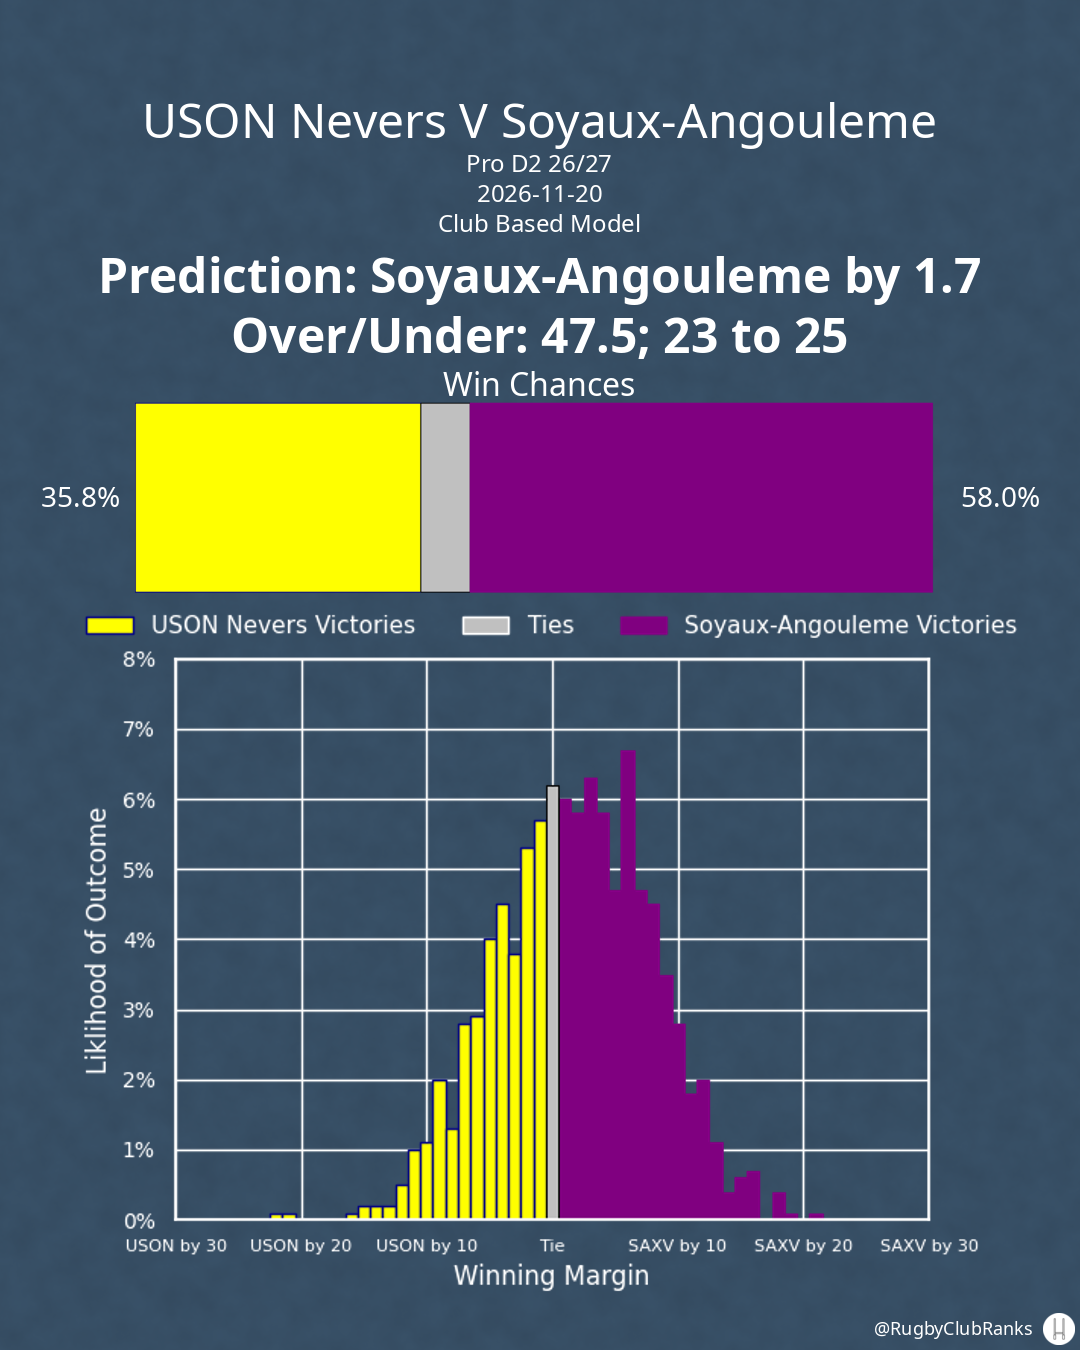 USON Nevers V Soyaux-Angouleme
Pro D2 26/27
2026-11-20
Club Based Model
Prediction: Soyaux-Angouleme by 1.7
Over/Under: 47.5; 23 to 25
Win Chances
35.8%
58.0%
USON Nevers Victories
Ties
Soyaux-Angouleme Victories
8%
7%
6%
5%
4%
3%
2%
1%
0%
Liklihood of Outcome
USON by 30
USON by 20
USON by 10
Tie
SAXV by 10
SAXV by 20
SAXV by 30
Winning Margin
@RugbyClubRanks